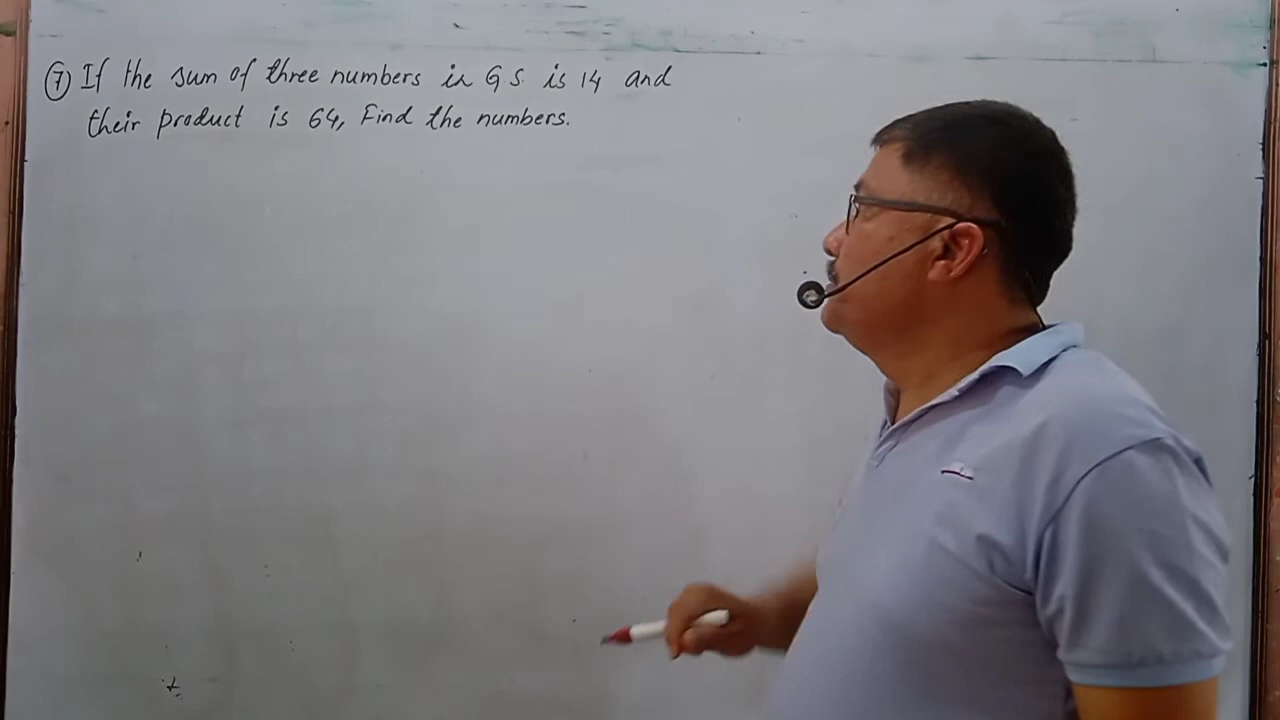 ⑦ If the sum of three numbers in G S is 14 and
their product is 64, Find the numbers.